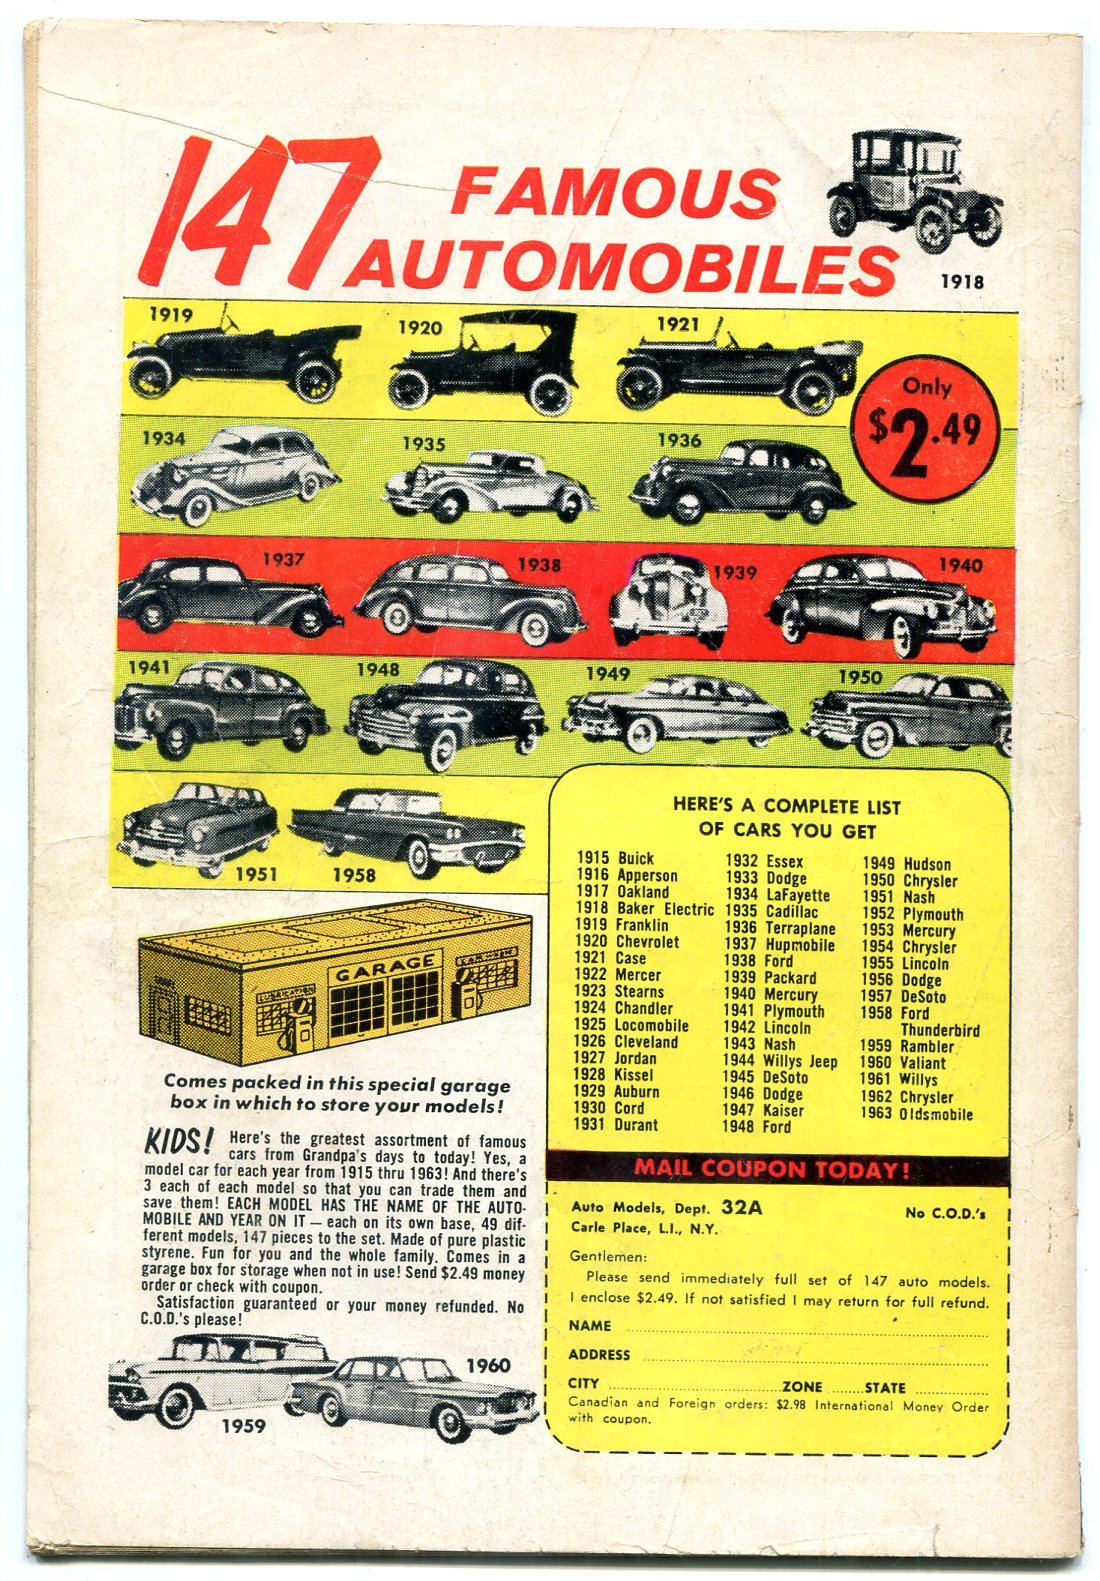 147 FAMOUS
AUTOMOBILES
1918
1919
1920
1921
Only
$2.49
1934
1935
1936
1937
1938
1939
1940
1941
1948
1949
1950
1951
1958
GARAGE
LUBRICATION
CAR WASH
Comes packed in this special garage
box in which to store your models!
KIDS! Here's the greatest assortment of famous
cars from Grandpa's days to today! Yes, a
model car for each year from 1915 thru 1963! And there's
3 each of each model so that you can trade them and
save them! EACH MODEL HAS THE NAME OF THE AUTO-
MOBILE AND YEAR ON IT — each on its own base, 49 dif-
ferent models, 147 pieces to the set. Made of pure plastic
styrene. Fun for you and the whole family. Comes in a
garage box for storage when not in use! Send $2.49 money
order or check with coupon.
Satisfaction guaranteed or your money refunded. No
C.O.D.'s please!
1959
1960
HERE'S A COMPLETE LIST
OF CARS YOU GET
1915 Buick
1916 Apperson
1917 Oakland
1918 Baker Electric
1919 Franklin
1920 Chevrolet
1921 Case
1922 Mercer
1923 Stearns
1924 Chandler
1925 Locomobile
1926 Cleveland
1927 Jordan
1928 Kissel
1929 Auburn
1930 Cord
1931 Durant
1932 Essex
1933 Dodge
1934 LaFayette
1935 Cadillac
1936 Terraplane
1937 Hupmobile
1938 Ford
1939 Packard
1940 Mercury
1941 Plymouth
1942 Lincoln
1943 Nash
1944 Willys Jeep
1945 DeSoto
1946 Dodge
1947 Kaiser
1948 Ford
1949 Hudson
1950 Chrysler
1951 Nash
1952 Plymouth
1953 Mercury
1954 Chrysler
1955 Lincoln
1956 Dodge
1957 DeSoto
1958 Ford
Thunderbird
1959 Rambler
1960 Valiant
1961 Willys
1962 Chrysler
1963 Oldsmobile
MAIL COUPON TODAY!
Auto Models, Dept. 32A No C.O.D.'s
Carle Place, L.I., N.Y.
Gentlemen:
Please send immediately full set of 147 auto models.
I enclose $2.49. If not satisfied I may return for full refund.
NAME
ADDRESS
CITY ZONE STATE
Canadian and Foreign orders: $2.98 International Money Order
with coupon.